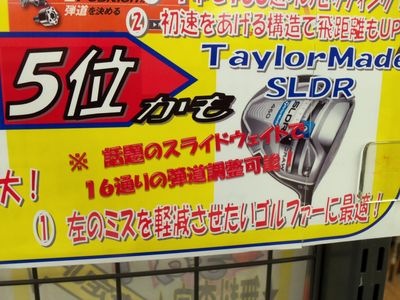 弾道を決める
②初速をあげる構造で飛距離もUP
TaylorMade
SLDR
5位かも
※ 話題のスライドウェイトで
16通りの弾道調整可能
SLDR
460
大！
① 左のミスを軽減させたいゴルファーに最適！